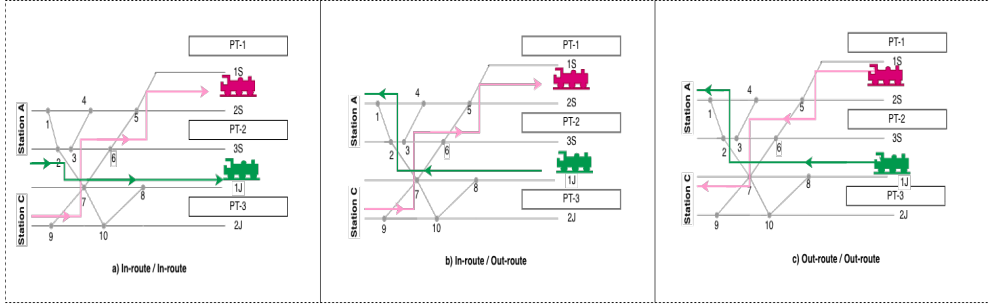 PT-1
1S
Station A
4
2S
1
5
PT-2
2
3
6
3S
1J
7
8
Station C
PT-3
9
10
2J
a) In-route / In-route
PT-1
1S
Station A
4
2S
1
5
PT-2
2
3
6
3S
1J
7
8
Station C
PT-3
9
10
2J
b) In-route / Out-route
PT-1
1S
Station A
4
2S
1
5
PT-2
2
3
6
3S
1J
7
8
Station C
PT-3
9
10
2J
c) Out-route / Out-route